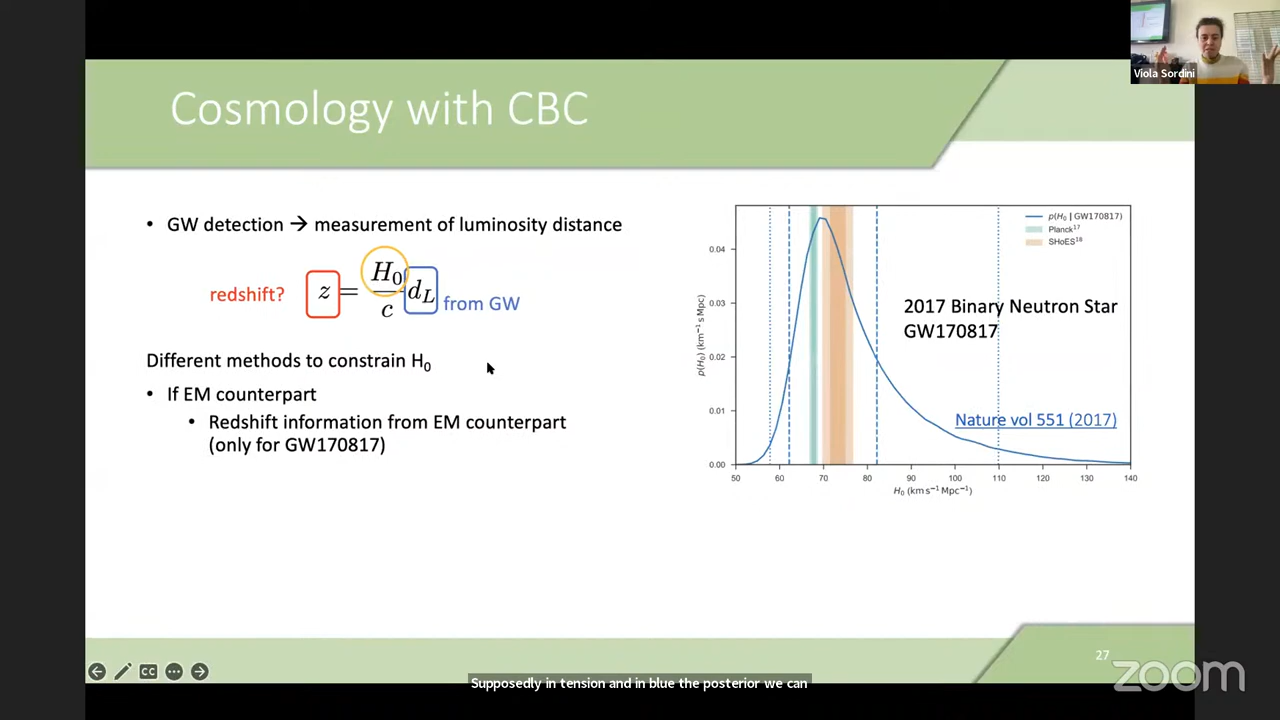 Viola Sordini
Cosmology with CBC
• GW detection → measurement of luminosity distance
redshift? z = H₀/c d_L from GW
Different methods to constrain H₀
• If EM counterpart
• Redshift information from EM counterpart
(only for GW170817)
p(H₀ | GW170817)
Planck¹⁷
SHoES¹⁸
2017 Binary Neutron Star
GW170817
Nature vol 551 (2017)
p(H₀) (km⁻¹ s Mpc)
0.04
0.03
0.02
0.01
0.00
50 60 70 80 90 100 110 120 130 140
H₀ (km s⁻¹ Mpc⁻¹)
27
CC
zoom
Supposedly in tension and in blue the posterior we can